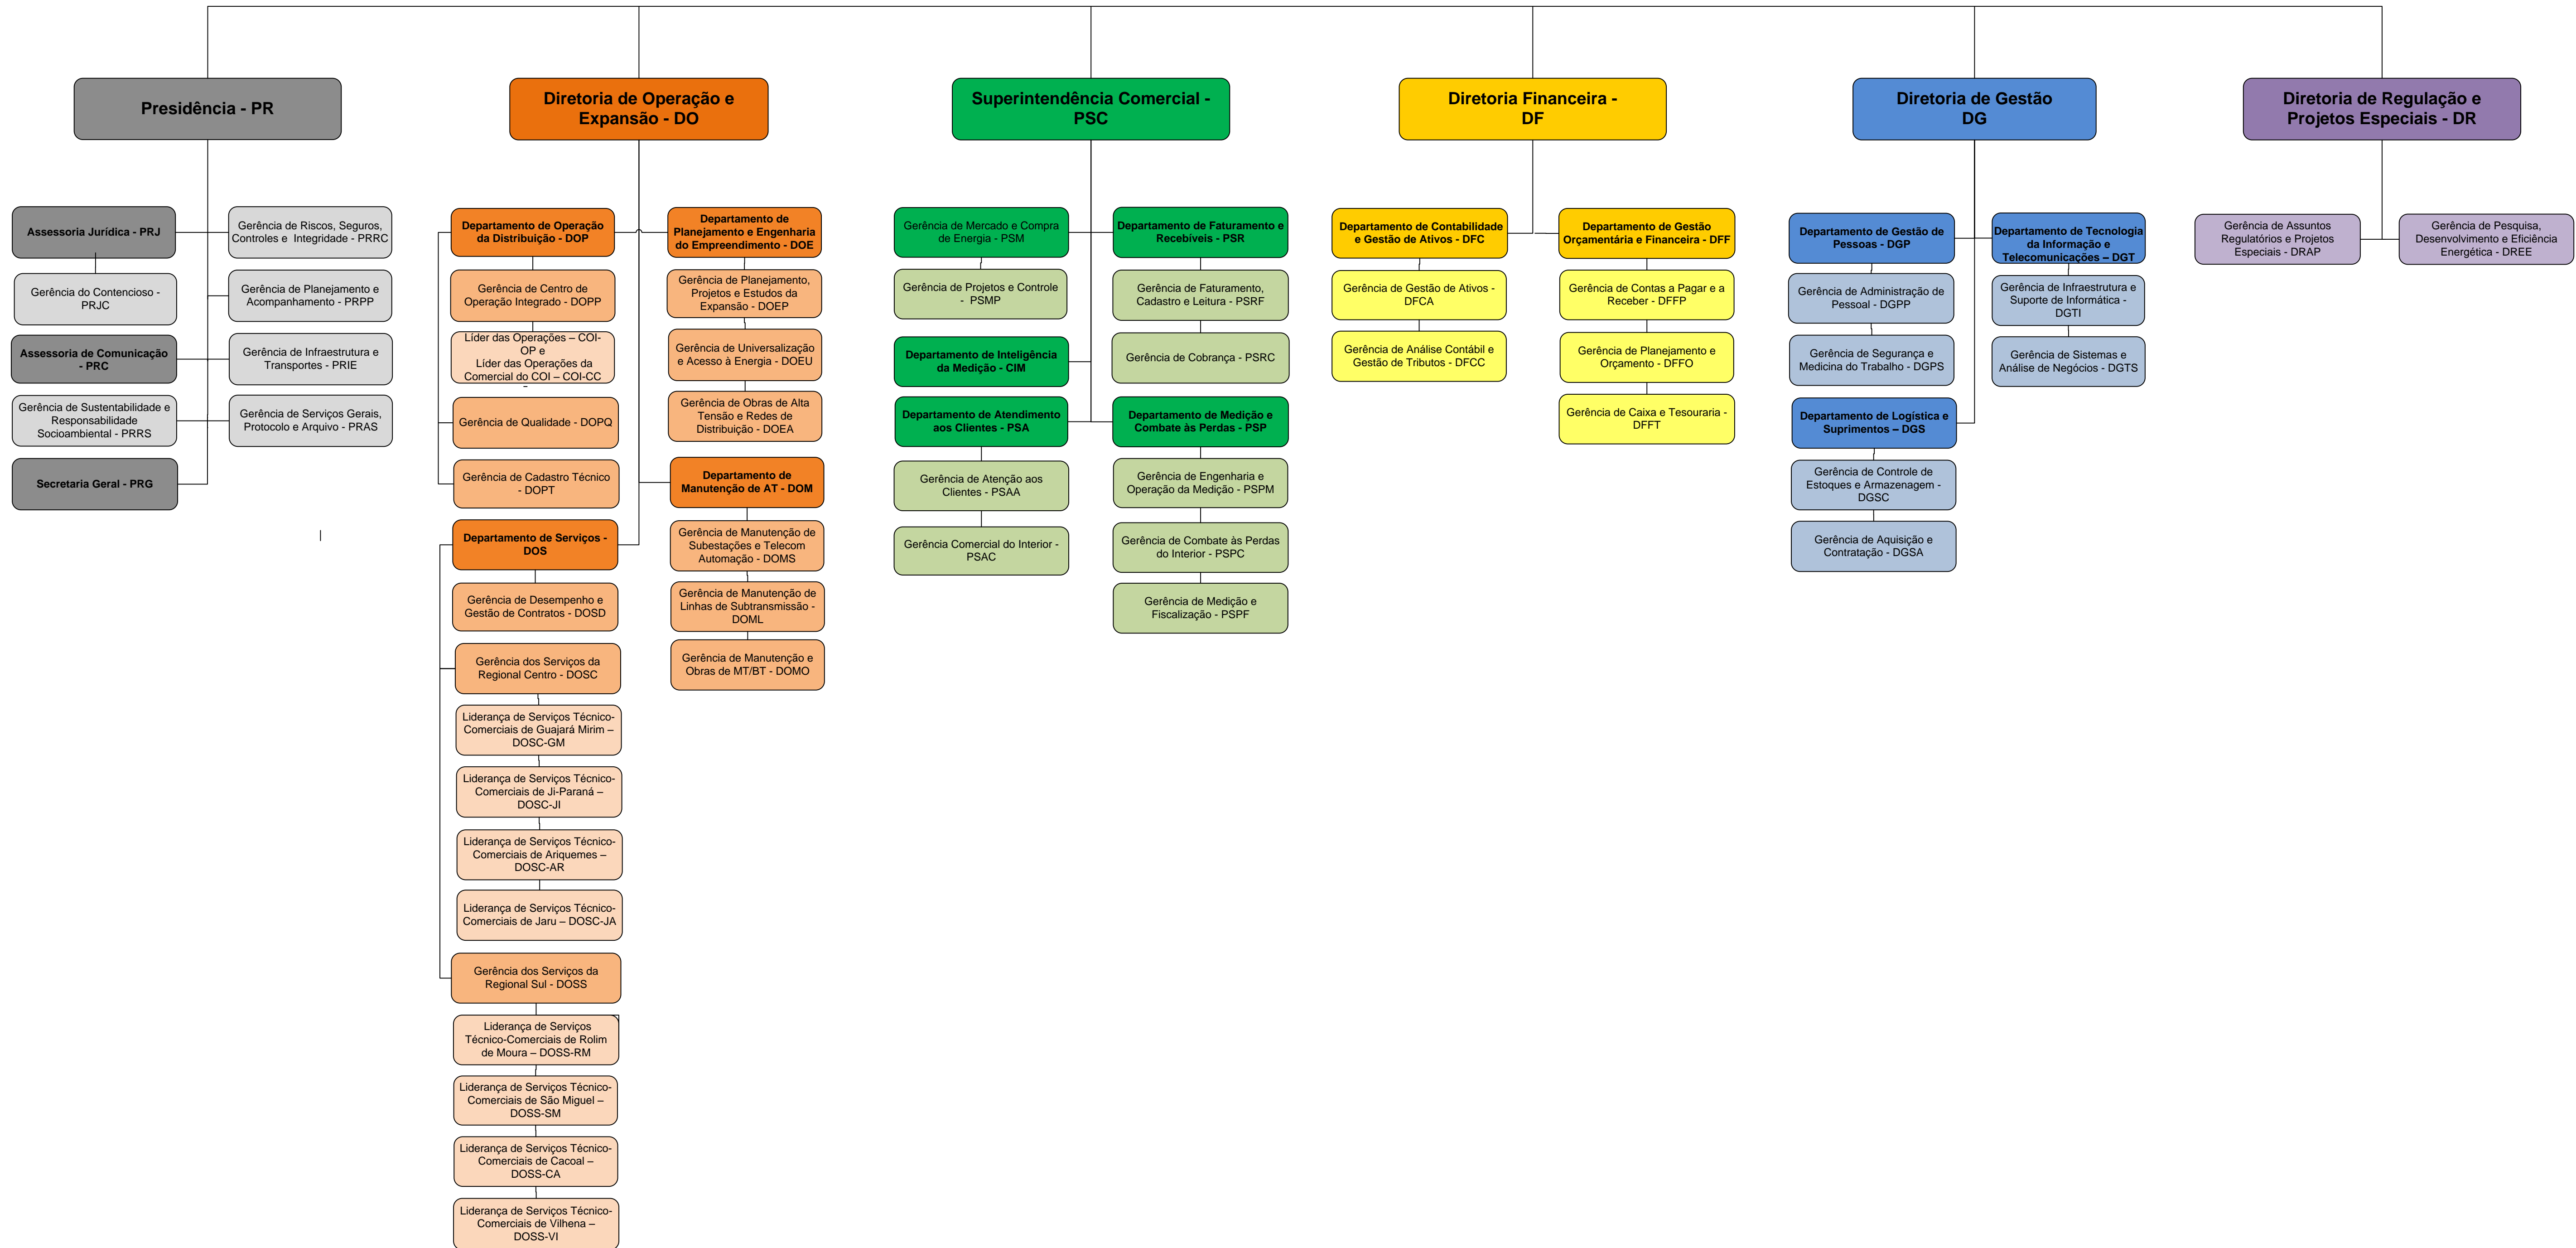 Presidência - PR
Diretoria de Operação e
Expansão - DO
Superintendência Comercial -
PSC
Diretoria Financeira -
DF
Diretoria de Gestão
DG
Diretoria de Regulação e
Projetos Especiais - DR
Assessoria Jurídica - PRJ
Gerência do Contencioso -
PRJC
Assessoria de Comunicação
- PRC
Gerência de Sustentabilidade e
Responsabilidade
Socioambiental - PRRS
Secretaria Geral - PRG
Gerência de Riscos, Seguros,
Controles e Integridade - PRRC
Gerência de Planejamento e
Acompanhamento - PRPP
Gerência de Infraestrutura e
Transportes - PRIE
Gerência de Serviços Gerais,
Protocolo e Arquivo - PRAS
Departamento de Operação
da Distribuição - DOP
Gerência de Centro de
Operação Integrado - DOPP
Líder das Operações – COI-
OP e
Líder das Operações da
Comercial do COI – COI-CC
Gerência de Qualidade - DOPQ
Gerência de Cadastro Técnico
- DOPT
Departamento de Serviços -
DOS
Gerência de Desempenho e
Gestão de Contratos - DOSD
Gerência dos Serviços da
Regional Centro - DOSC
Liderança de Serviços Técnico-
Comerciais de Guajará Mirim –
DOSC-GM
Liderança de Serviços Técnico-
Comerciais de Ji-Paraná –
DOSC-JI
Liderança de Serviços Técnico-
Comerciais de Ariquemes –
DOSC-AR
Liderança de Serviços Técnico-
Comerciais de Jaru – DOSC-JA
Gerência dos Serviços da
Regional Sul - DOSS
Liderança de Serviços
Técnico-Comerciais de Rolim
de Moura – DOSS-RM
Liderança de Serviços Técnico-
Comerciais de São Miguel –
DOSS-SM
Liderança de Serviços Técnico-
Comerciais de Cacoal –
DOSS-CA
Liderança de Serviços Técnico-
Comerciais de Vilhena –
DOSS-VI
Departamento de
Planejamento e Engenharia
do Empreendimento - DOE
Gerência de Planejamento,
Projetos e Estudos da
Expansão - DOEP
Gerência de Universalização
e Acesso à Energia - DOEU
Gerência de Obras de Alta
Tensão e Redes de
Distribuição - DOEA
Departamento de
Manutenção de AT - DOM
Gerência de Manutenção de
Subestações e Telecom
Automação - DOMS
Gerência de Manutenção de
Linhas de Subtransmissão -
DOML
Gerência de Manutenção e
Obras de MT/BT - DOMO
Gerência de Mercado e Compra
de Energia - PSM
Gerência de Projetos e Controle
- PSMP
Departamento de Inteligência
da Medição - CIM
Departamento de Atendimento
aos Clientes - PSA
Gerência de Atenção aos
Clientes - PSAA
Gerência Comercial do Interior -
PSAC
Departamento de Faturamento e
Recebíveis - PSR
Gerência de Faturamento,
Cadastro e Leitura - PSRF
Gerência de Cobrança - PSRC
Departamento de Medição e
Combate às Perdas - PSP
Gerência de Engenharia e
Operação da Medição - PSPM
Gerência de Combate às Perdas
do Interior - PSPC
Gerência de Medição e
Fiscalização - PSPF
Departamento de Contabilidade
e Gestão de Ativos - DFC
Gerência de Gestão de Ativos -
DFCA
Gerência de Análise Contábil e
Gestão de Tributos - DFCC
Departamento de Gestão
Orçamentária e Financeira - DFF
Gerência de Contas a Pagar e a
Receber - DFFP
Gerência de Planejamento e
Orçamento - DFFO
Gerência de Caixa e Tesouraria -
DFFT
Departamento de Gestão de
Pessoas - DGP
Gerência de Administração de
Pessoal - DGPP
Gerência de Segurança e
Medicina do Trabalho - DGPS
Departamento de Logística e
Suprimentos – DGS
Gerência de Controle de
Estoques e Armazenagem -
DGSC
Gerência de Aquisição e
Contratação - DGSA
Departamento de Tecnologia
da Informação e
Telecomunicações – DGT
Gerência de Infraestrutura e
Suporte de Informática -
DGTI
Gerência de Sistemas e
Análise de Negócios - DGTS
Gerência de Assuntos
Regulatórios e Projetos
Especiais - DRAP
Gerência de Pesquisa,
Desenvolvimento e Eficiência
Energética - DREE